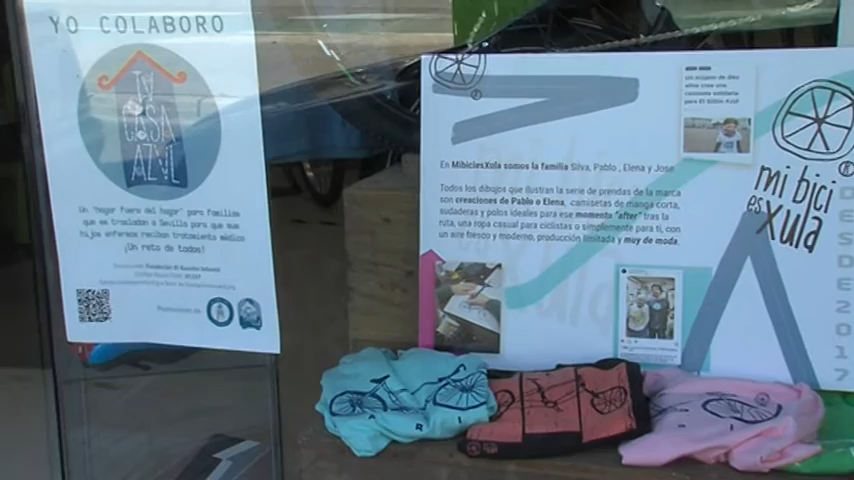 YO COLABORO
TU
CASA
AZUL
Un "hogar fuera del hogar" para familias
que se trasladan a Sevilla para que sus
hijos enfermos reciban tratamiento médico
¡Un reto de todos!
En MibiciesXula somos la familia Silva, Pablo , Elena y Jose
Todos los dibujos que ilustran la serie de prendas de la marca
son creaciones de Pablo o Elena, camisetas de manga corta,
sudaderas y polos ideales para ese momento "after" tras la
ruta, una ropa casual para ciclistas o simplemente para ti, con
un aire fresco y moderno, producción limitada y muy de moda.
mi bici
es xula
®
DESDE 2017